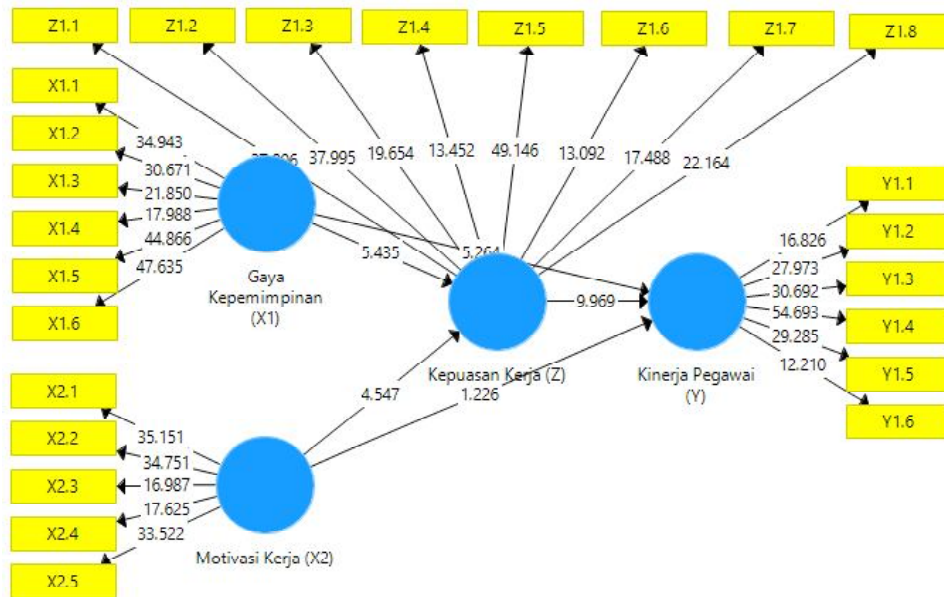 Z1.1
Z1.2
Z1.3
Z1.4
Z1.5
Z1.6
Z1.7
Z1.8
X1.1
X1.2
X1.3
X1.4
X1.5
X1.6
34.943
30.671
21.850
17.988
44.866
47.635
37.995
19.654
13.452
49.146
13.092
17.488
22.164
Gaya
Kepemimpinan
(X1)
5.435
5.264
9.969
Kepuasan Kerja (Z)
Kinerja Pegawai
(Y)
Y1.1
Y1.2
Y1.3
Y1.4
Y1.5
Y1.6
16.826
27.973
30.692
54.693
29.285
12.210
4.547
1.226
X2.1
X2.2
X2.3
X2.4
X2.5
35.151
34.751
16.987
17.625
33.522
Motivasi Kerja (X2)